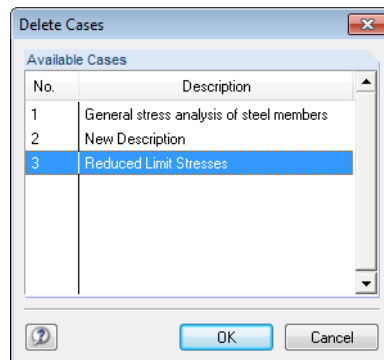 Delete Cases
Available Cases
No. Description
1 General stress analysis of steel members
2 New Description
3 Reduced Limit Stresses
OK Cancel